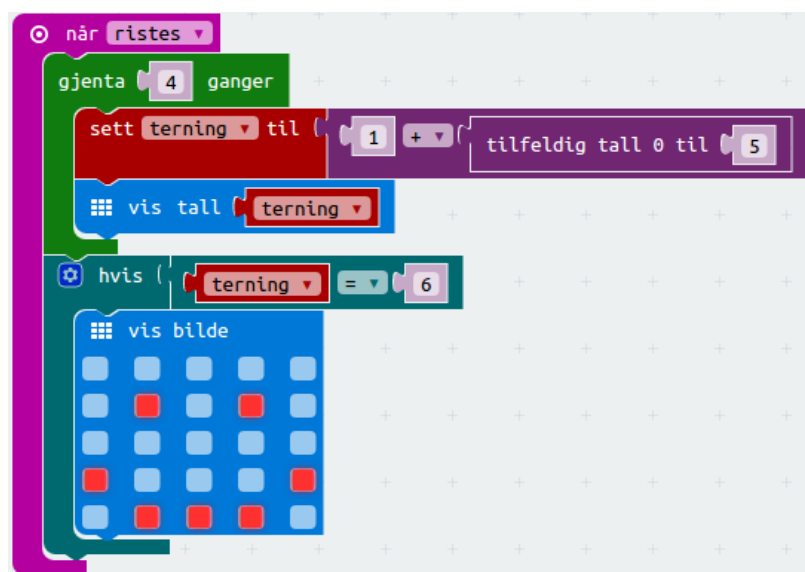 når ristes
gjenta 4 ganger
sett terning til 1 + tilfeldig tall 0 til 5
vis tall terning
hvis terning = 6
vis bilde